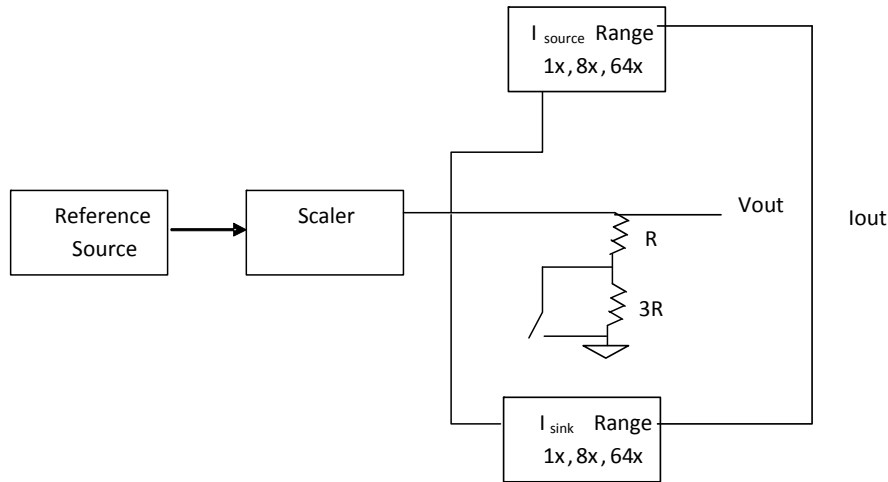 I source Range
1x, 8x, 64x
Reference
Source
Scaler
Vout
Iout
R
3R
I sink Range
1x, 8x, 64x